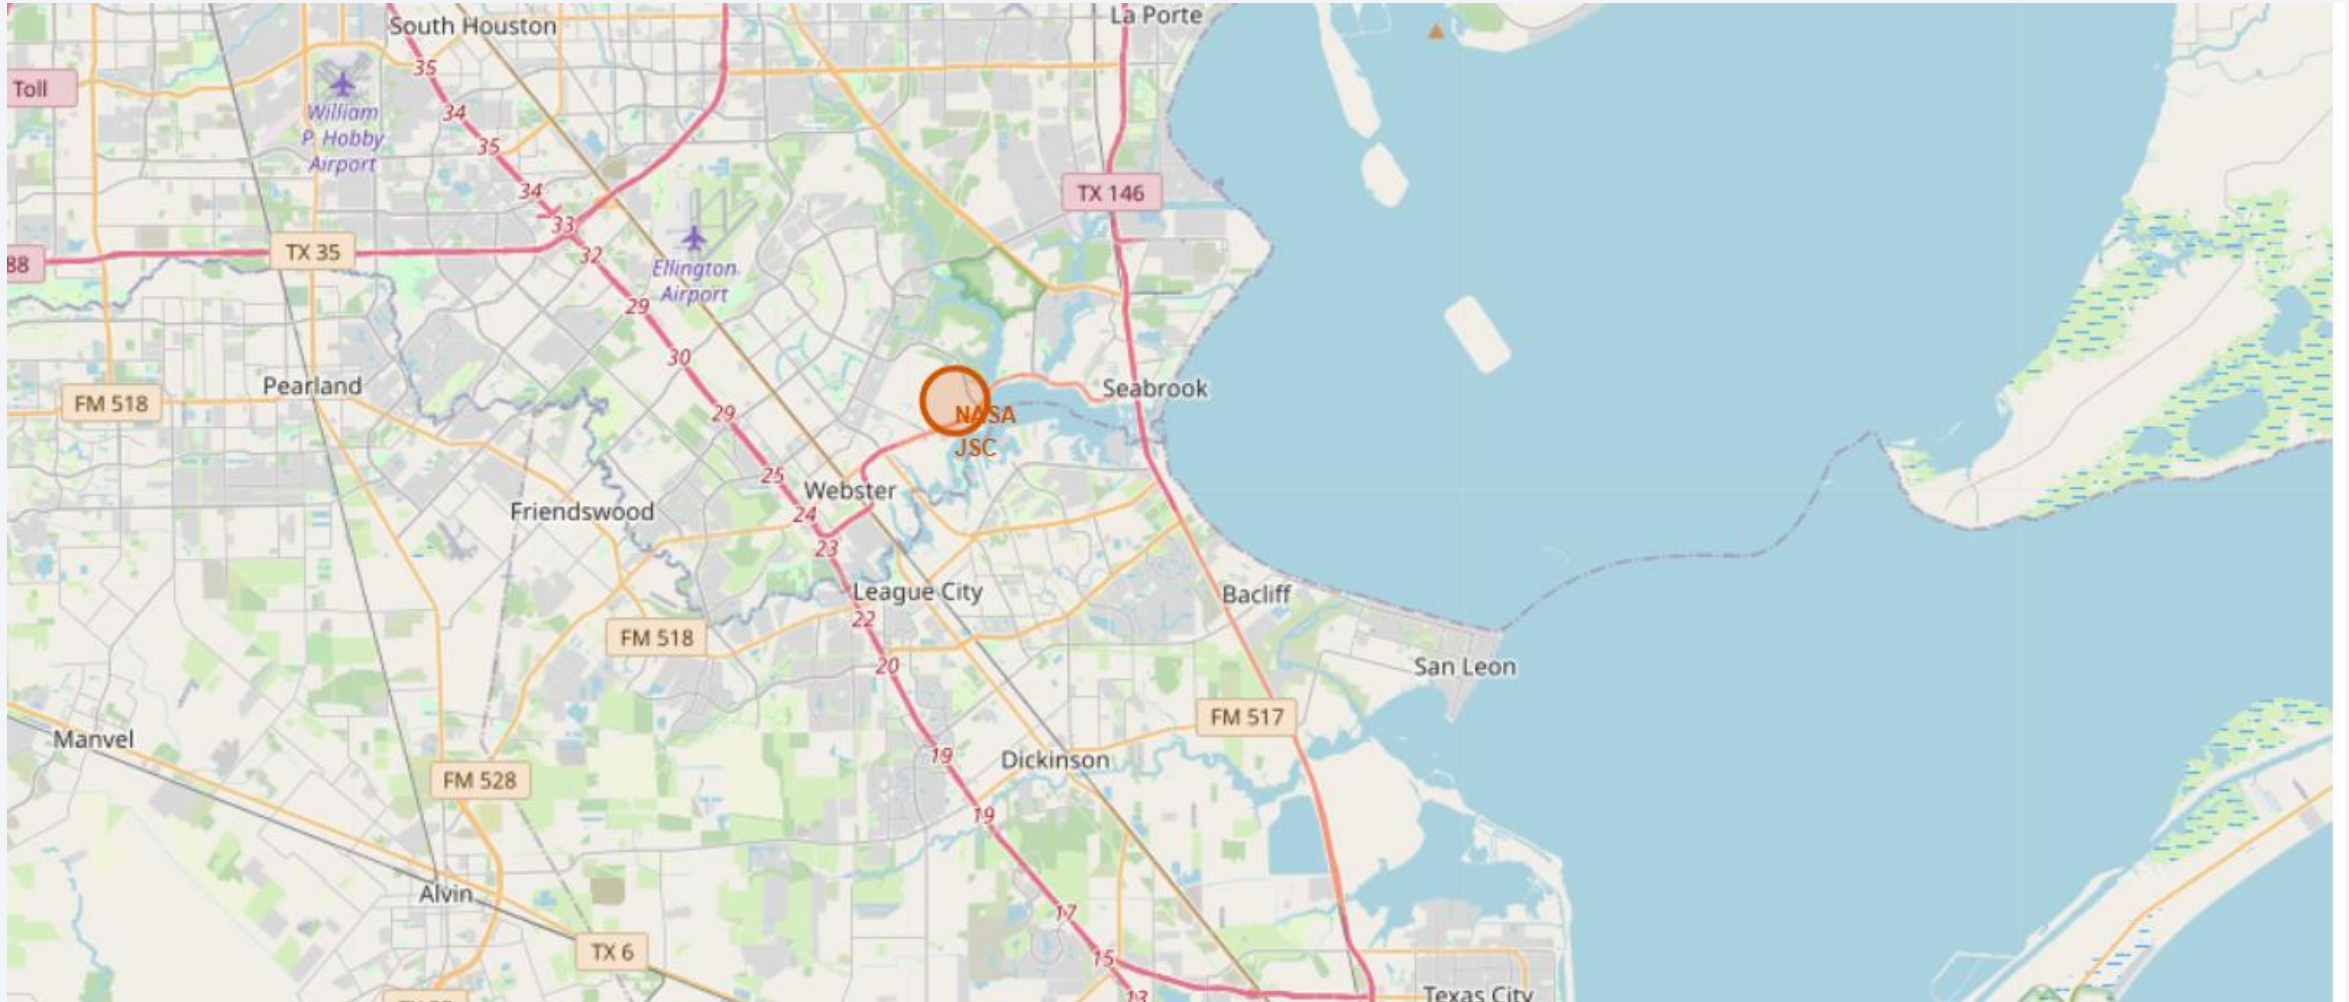 La Porte
South Houston
35
Toll
34
William
P. Hobby
Airport
35
34
TX 146
33
TX 35
32
88
Ellington
Airport
29
30
Pearland
Seabrook
FM 518
29
NASA
JSC
25
Webster
24
Friendswood
23
League City
Bacliff
22
FM 518
20
San Leon
FM 517
Manvel
19
Dickinson
FM 528
19
Alvin
17
TX 6
15
13
Texas City